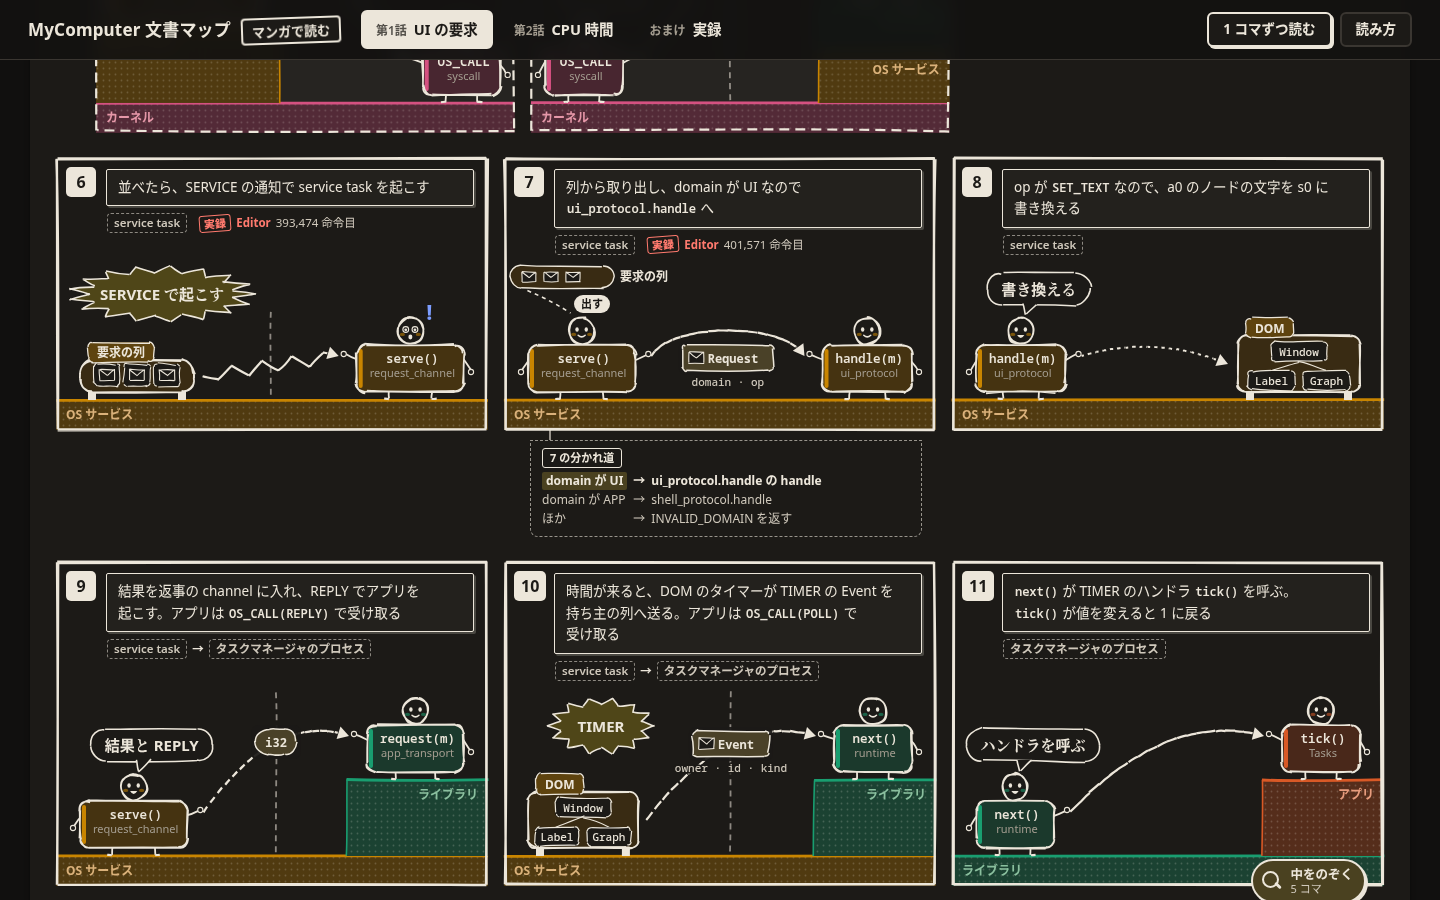 MyComputer 文書マップ
マンガで読む
第1話 UI の要求
第2話 CPU 時間
おまけ 実録
1 コマずつ読む
読み方
OS_CALL
syscall
カーネル
OS_CALL
syscall
OS サービス
カーネル
6
並べたら、SERVICE の通知で service task を起こす
service task 実録 Editor 393,474 命令目
SERVICE で起こす
!
要求の列
serve()
request_channel
OS サービス
7
列から取り出し、domain が UI なので
ui_protocol.handle へ
service task 実録 Editor 401,571 命令目
要求の列
出す
serve()
request_channel
Request
domain · op
handle(m)
ui_protocol
OS サービス
8
op が SET_TEXT なので、a0 のノードの文字を s0 に
書き換える
service task
書き換える
handle(m)
ui_protocol
DOM
Window
Label Graph
OS サービス
7 の分かれ道
domain が UI → ui_protocol.handle の handle
domain が APP → shell_protocol.handle
ほか → INVALID_DOMAIN を返す
9
結果を返事の channel に入れ、REPLY でアプリを
起こす。アプリは OS_CALL(REPLY) で受け取る
service task → タスクマネージャのプロセス
結果と REPLY
i32
request(m)
app_transport
ライブラリ
serve()
request_channel
OS サービス
10
時間が来ると、DOM のタイマーが TIMER の Event を
持ち主の列へ送る。アプリは OS_CALL(POLL) で
受け取る
service task → タスクマネージャのプロセス
TIMER
Event
owner · id · kind
next()
runtime
ライブラリ
DOM
Window
Label Graph
OS サービス
11
next() が TIMER のハンドラ tick() を呼ぶ。
tick() が値を変えると 1 に戻る
タスクマネージャのプロセス
ハンドラを呼ぶ
tick()
Tasks
アプリ
next()
runtime
ライブラリ
中をのぞく
5 コマ